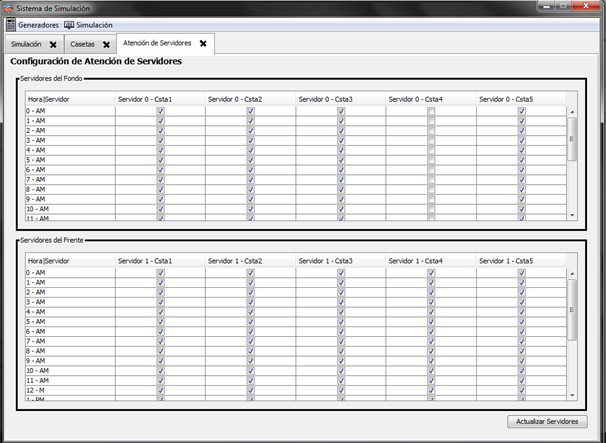 Sistema de Simulación
Generadores Simulación
Simulación Casetas Atención de Servidores
Configuración de Atención de Servidores
Servidores del Fondo
Hora|Servidor Servidor 0 - Csta1 Servidor 0 - Csta2 Servidor 0 - Csta3 Servidor 0 - Csta4 Servidor 0 - Csta5
0 - AM
1 - AM
2 - AM
3 - AM
4 - AM
5 - AM
6 - AM
7 - AM
8 - AM
9 - AM
10 - AM
11 - AM
Servidores del Frente
Hora|Servidor Servidor 1 - Csta1 Servidor 1 - Csta2 Servidor 1 - Csta3 Servidor 1 - Csta4 Servidor 1 - Csta5
0 - AM
1 - AM
2 - AM
3 - AM
4 - AM
5 - AM
6 - AM
7 - AM
8 - AM
9 - AM
10 - AM
11 - AM
12 - M
1 - PM
Actualizar Servidores